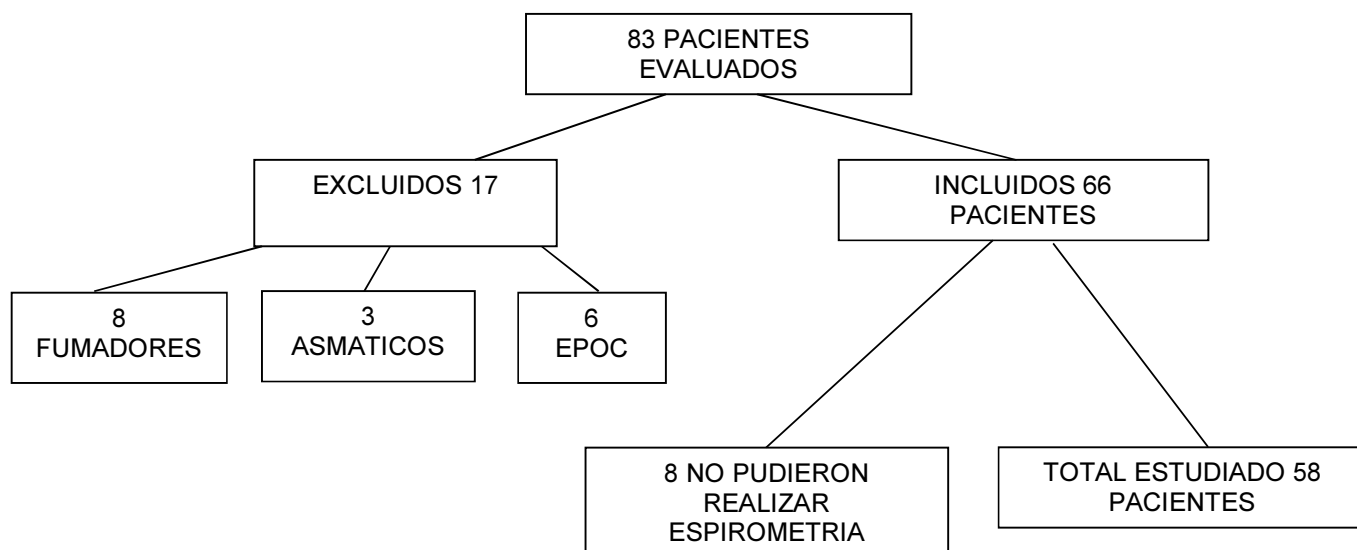 83 PACIENTES
EVALUADOS
EXCLUIDOS 17
INCLUIDOS 66
PACIENTES
8
FUMADORES
3
ASMATICOS
6
EPOC
8 NO PUDIERON
REALIZAR
ESPIROMETRIA
TOTAL ESTUDIADO 58
PACIENTES